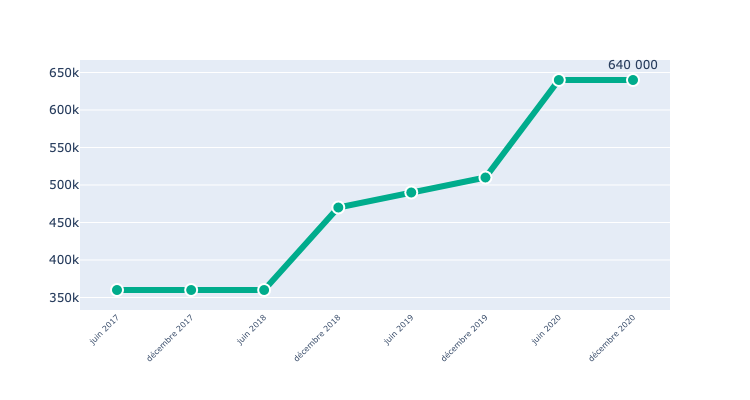 640 000
650k
600k
550k
500k
450k
400k
350k
juin 2017
décembre 2017
juin 2018
décembre 2018
juin 2019
décembre 2019
juin 2020
décembre 2020